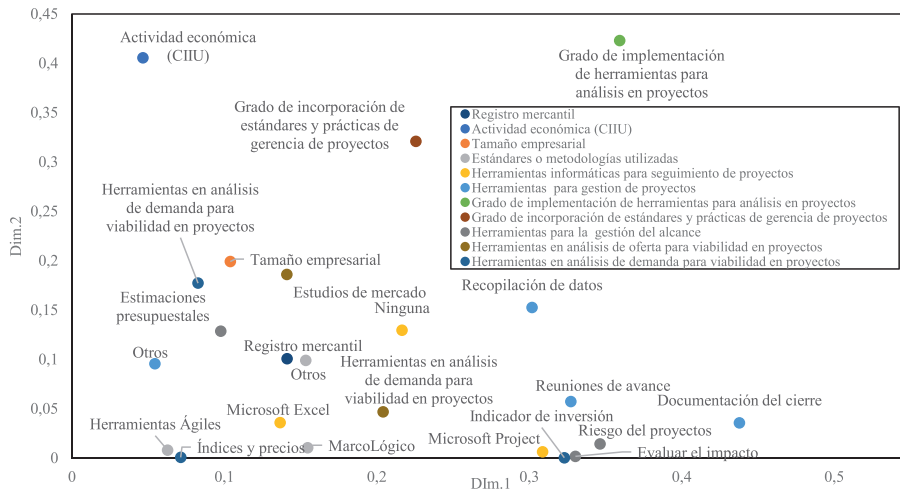 0,45
Actividad económica
(CIIU)
0,4
Grado de implementación
de herramientas para
análisis en proyectos
0,35
Grado de incorporación de
estándares y prácticas de
gerencia de proyectos
0,3
Registro mercantil
Actividad económica (CIIU)
Tamaño empresarial
Estándares o metodologías utilizadas
Herramientas informáticas para seguimiento de proyectos
Herramientas para gestion de proyectos
Grado de implementación de herramientas para análisis en proyectos
Grado de incorporación de estándares y prácticas de gerencia de proyectos
Herramientas para la gestión del alcance
Herramientas en análisis de oferta para viabilidad en proyectos
Herramientas en análisis de demanda para viabilidad en proyectos
Herramientas en análisis
de demanda para
viabilidad en proyectos
0,25
Dim.2
0,2
Tamaño empresarial
Estudios de mercado
Recopilación de datos
Estimaciones
presupuestales
Ninguna
0,15
Otros
Registro mercantil
Otros
0,1
Herramientas en análisis
de demanda para
viabilidad en proyectos
Reuniones de avance
Documentación del cierre
0,05
Herramientas Ágiles
Microsoft Excel
Indicador de inversión
Índices y precios
MarcoLógico
Microsoft Project
Riesgo del proyectos
Evaluar el impacto
0
0
0,1
0,2
0,3
0,4
0,5
DIm.1